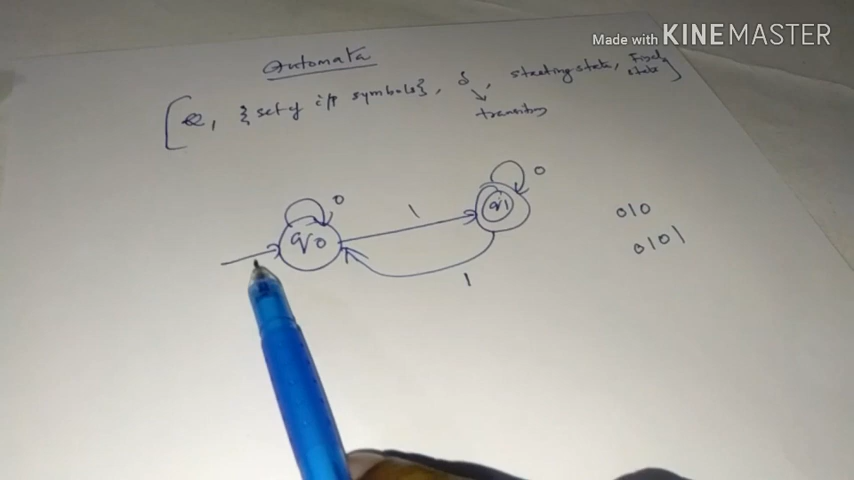 Made with KINEMASTER
Automata
[Q, {set of i/p symbols}, δ, starting state, Final state]
transition
0
0
1
q0
q1
1
010
0101